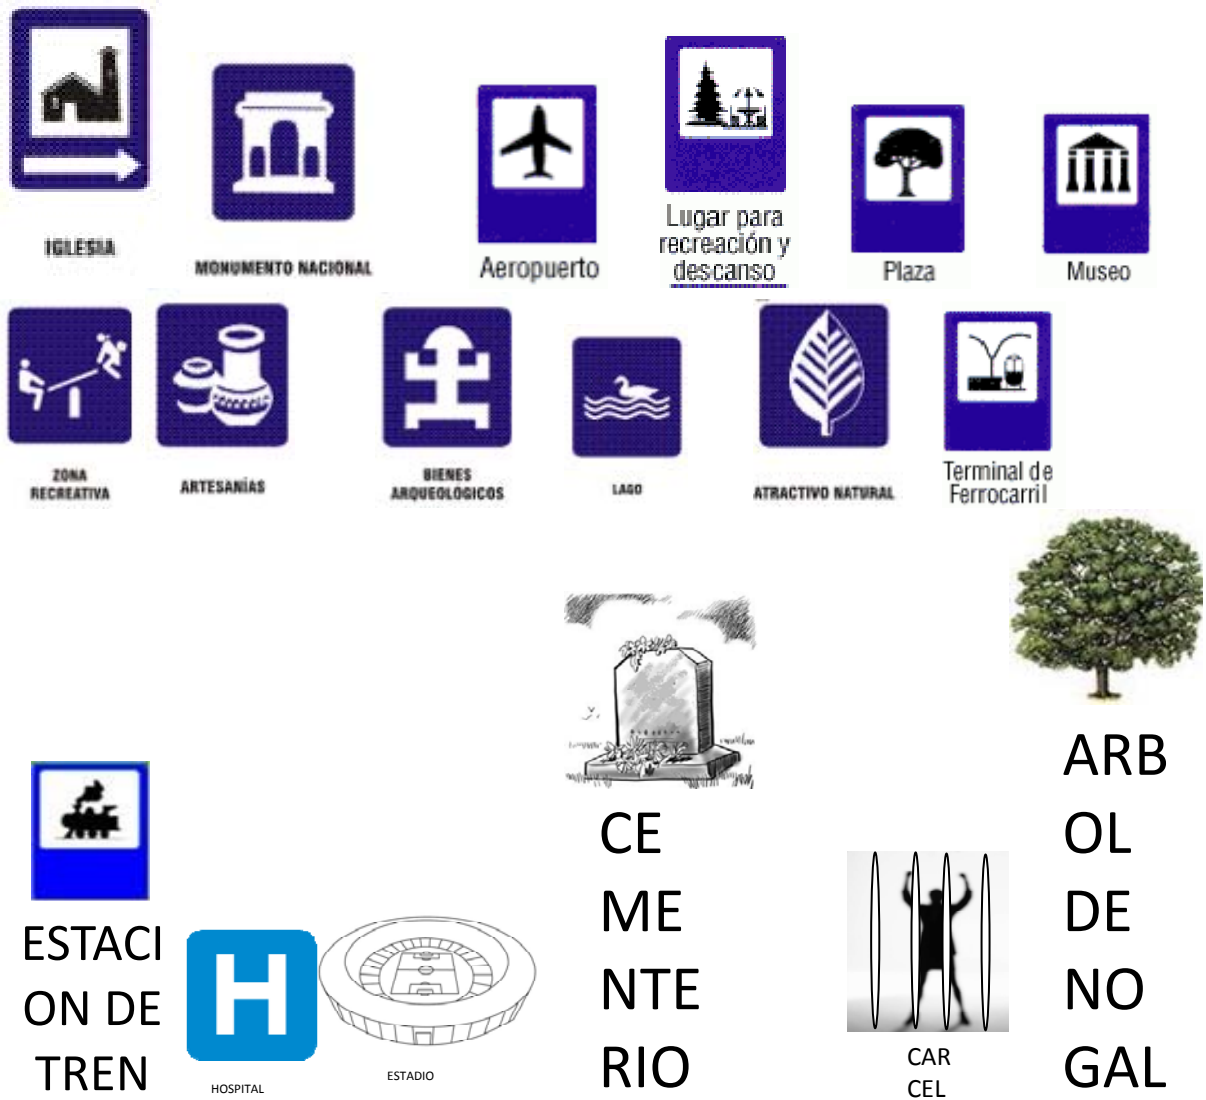 IGLESIA
MONUMENTO NACIONAL
Aeropuerto
Lugar para
recreación y
descanso
Plaza
Museo
ZONA
RECREATIVA
ARTESANÍAS
BIENES
ARQUEOLOGICOS
LAGO
ATRACTIVO NATURAL
Terminal de
Ferrocarril
ESTACI
ON DE
TREN
H
HOSPITAL
ESTADIO
CE
ME
NTE
RIO
CAR
CEL
ARB
OL
DE
NO
GAL